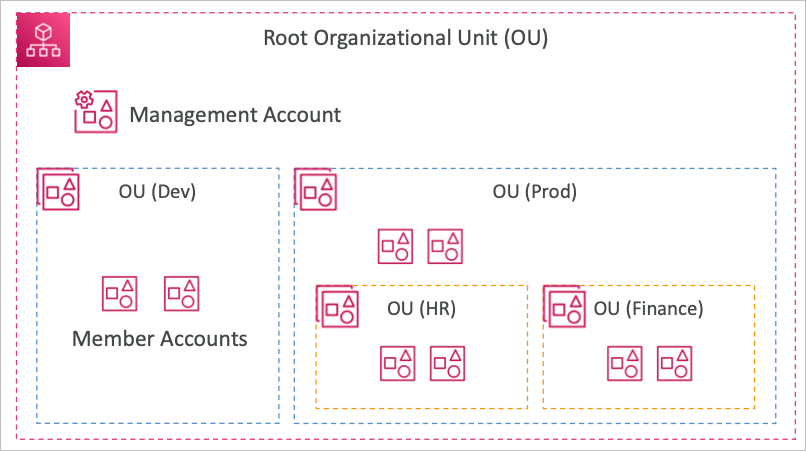 Root Organizational Unit (OU)
Management Account
OU (Dev)
OU (Prod)
Member Accounts
OU (HR)
OU (Finance)